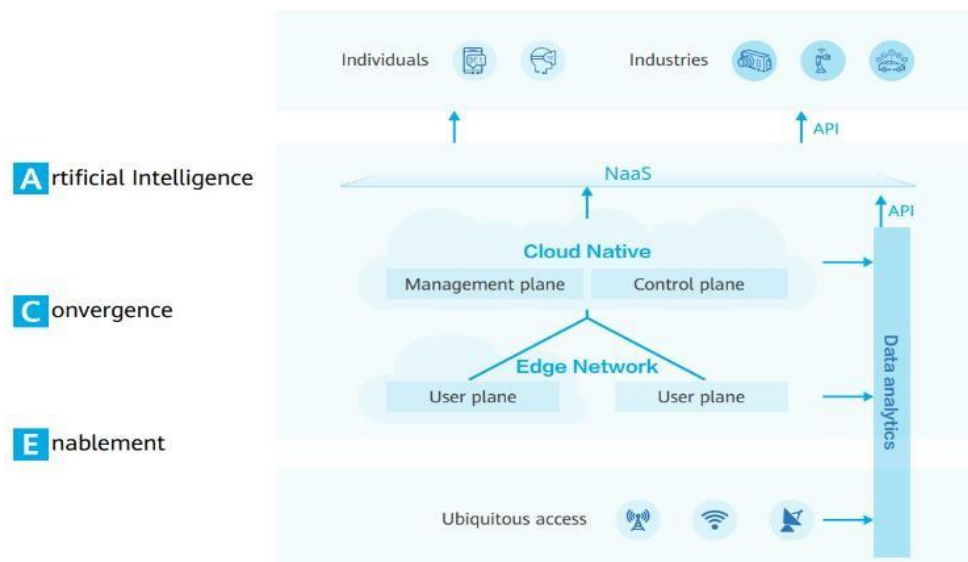 Individuals
Industries
API
Artificial Intelligence
NaaS
API
Cloud Native
Management plane
Control plane
Convergence
Edge Network
User plane
User plane
Data analytics
Enablement
Ubiquitous access